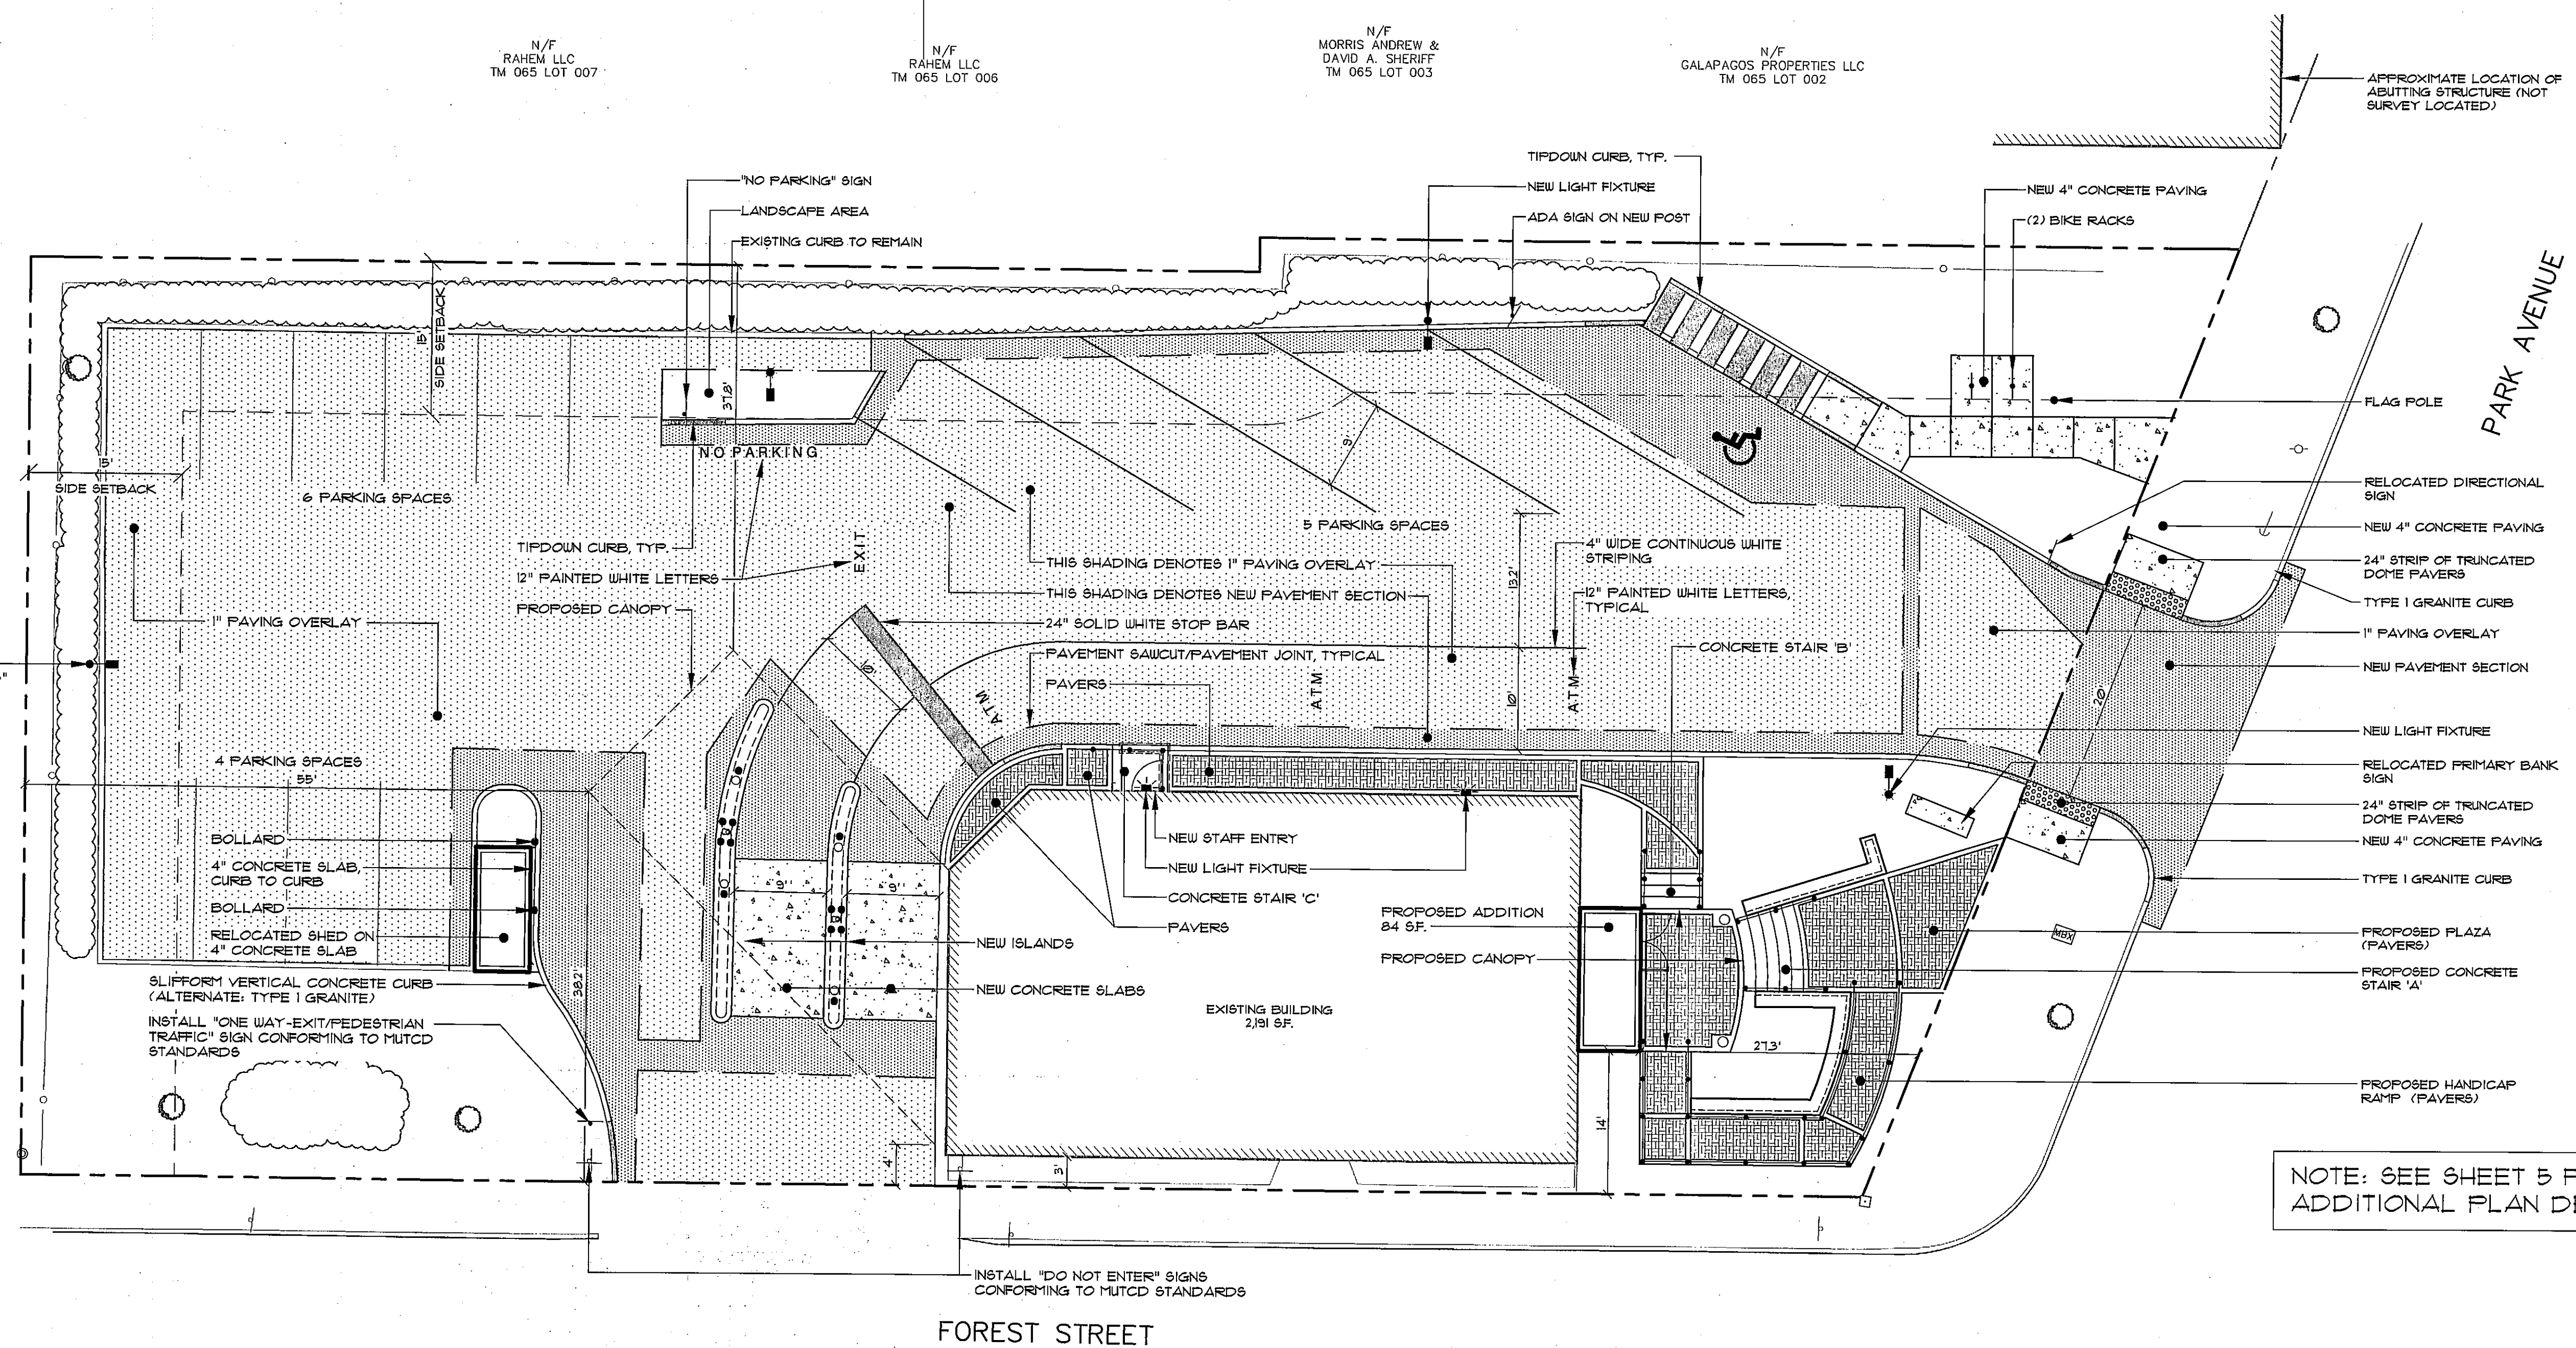 N/F
RAHEM LLC
TM 065 LOT 007
N/F
RAHEM LLC
TM 065 LOT 006
N/F
MORRIS ANDREW &
DAVID A. SHERIFF
TM 065 LOT 003
N/F
GALAPAGOS PROPERTIES LLC
TM 065 LOT 002
APPROXIMATE LOCATION OF
ABUTTING STRUCTURE (NOT
SURVEY LOCATED)
"NO PARKING" SIGN
LANDSCAPE AREA
EXISTING CURB TO REMAIN
TIPDOWN CURB, TYP.
NEW LIGHT FIXTURE
ADA SIGN ON NEW POST
NEW 4" CONCRETE PAVING
(2) BIKE RACKS
PARK AVENUE
15'
SIDE SETBACK
37.8'
NO PARKING
15'
SIDE SETBACK
6 PARKING SPACES
9'
5 PARKING SPACES
FLAG POLE
RELOCATED DIRECTIONAL
SIGN
NEW 4" CONCRETE PAVING
24" STRIP OF TRUNCATED
DOME PAVERS
TYPE 1 GRANITE CURB
1" PAVING OVERLAY
NEW PAVEMENT SECTION
20'
TIPDOWN CURB, TYP.
12" PAINTED WHITE LETTERS
PROPOSED CANOPY
EXIT
THIS SHADING DENOTES 1" PAVING OVERLAY
THIS SHADING DENOTES NEW PAVEMENT SECTION
24" SOLID WHITE STOP BAR
PAVEMENT SAWCUT/PAVEMENT JOINT, TYPICAL
PAVERS
4" WIDE CONTINUOUS WHITE
STRIPING
12" PAINTED WHITE LETTERS,
TYPICAL
13.2'
10'
CONCRETE STAIR 'B'
1" PAVING OVERLAY
10'
ATM
ATM
ATM
4 PARKING SPACES
55'
BOLLARD
4" CONCRETE SLAB,
CURB TO CURB
BOLLARD
RELOCATED SHED ON
4" CONCRETE SLAB
SLIPFORM VERTICAL CONCRETE CURB
(ALTERNATE: TYPE 1 GRANITE)
INSTALL "ONE WAY-EXIT/PEDESTRIAN
TRAFFIC" SIGN CONFORMING TO MUTCD
STANDARDS
38.2'
NEW STAFF ENTRY
NEW LIGHT FIXTURE
CONCRETE STAIR 'C'
PAVERS
NEW ISLANDS
NEW CONCRETE SLABS
PROPOSED ADDITION
84 S.F.
PROPOSED CANOPY
EXISTING BUILDING
2,191 S.F.
27.3'
14'
4'
3'
NEW LIGHT FIXTURE
RELOCATED PRIMARY BANK
SIGN
24" STRIP OF TRUNCATED
DOME PAVERS
NEW 4" CONCRETE PAVING
TYPE 1 GRANITE CURB
MBX
PROPOSED PLAZA
(PAVERS)
PROPOSED CONCRETE
STAIR 'A'
PROPOSED HANDICAP
RAMP (PAVERS)
NOTE: SEE SHEET 5 F
ADDITIONAL PLAN DE
INSTALL "DO NOT ENTER" SIGNS
CONFORMING TO MUTCD STANDARDS
FOREST STREET